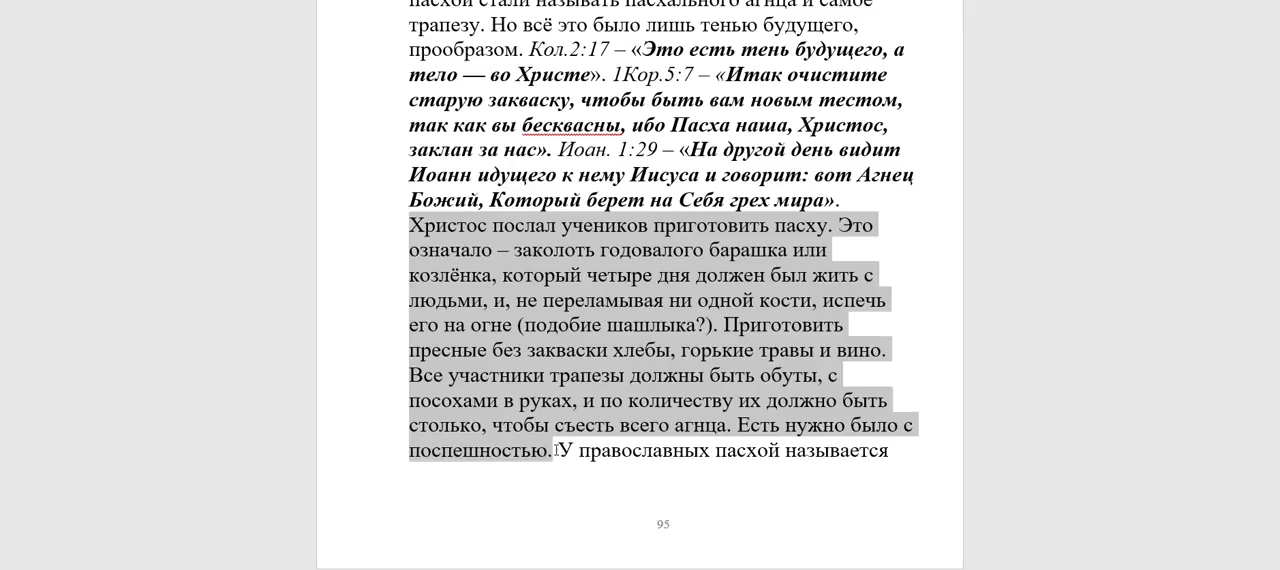 пасхой стали называть пасхального агнца и самое
трапезу. Но всё это было лишь тенью будущего,
прообразом. Кол.2:17 – «Это есть тень будущего, а
тело — во Христе». 1Кор.5:7 – «Итак очистите
старую закваску, чтобы быть вам новым тестом,
так как вы бесквасны, ибо Пасха наша, Христос,
заклан за нас». Иоан. 1:29 – «На другой день видит
Иоанн идущего к нему Иисуса и говорит: вот Агнец
Божий, Который берет на Себя грех мира».
Христос послал учеников приготовить пасху. Это
означало – заколоть годовалого барашка или
козлёнка, который четыре дня должен был жить с
людьми, и, не переламывая ни одной кости, испечь
его на огне (подобие шашлыка?). Приготовить
пресные без закваски хлебы, горькие травы и вино.
Все участники трапезы должны быть обуты, с
посохами в руках, и по количеству их должно быть
столько, чтобы съесть всего агнца. Есть нужно было с
поспешностью. У православных пасхой называется
95